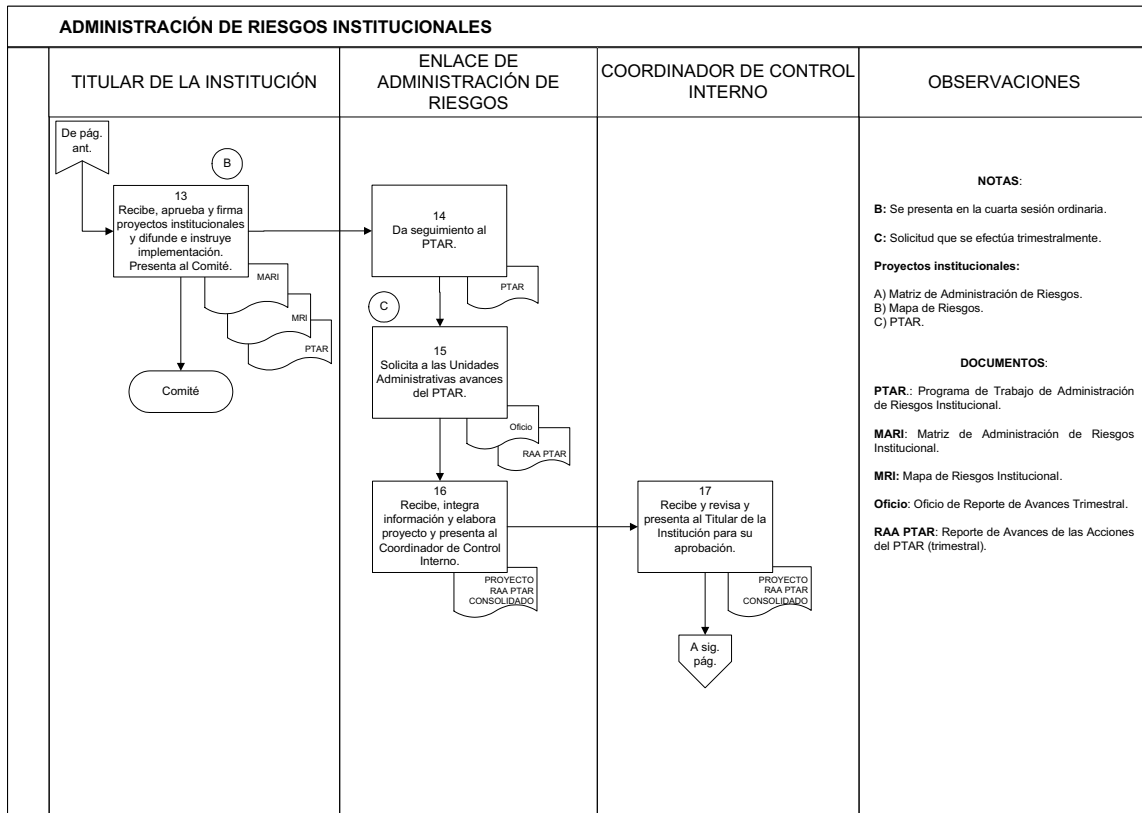 ADMINISTRACIÓN DE RIESGOS INSTITUCIONALES
TITULAR DE LA INSTITUCIÓN
ENLACE DE
ADMINISTRACIÓN DE
RIESGOS
COORDINADOR DE CONTROL
INTERNO
OBSERVACIONES
De pág.
ant.
B
13
Recibe, aprueba y firma
proyectos institucionales
y difunde e instruye
implementación.
Presenta al Comité.
MARI
MRI
PTAR
Comité
14
Da seguimiento al
PTAR.
PTAR
C
15
Solicita a las Unidades
Administrativas avances
del PTAR.
Oficio
RAA PTAR
16
Recibe, integra
información y elabora
proyecto y presenta al
Coordinador de Control
Interno.
PROYECTO
RAA PTAR
CONSOLIDADO
17
Recibe y revisa y
presenta al Titular de la
Institución para su
aprobación.
PROYECTO
RAA PTAR
CONSOLIDADO
A sig.
pág.
NOTAS:
B: Se presenta en la cuarta sesión ordinaria.
C: Solicitud que se efectúa trimestralmente.
Proyectos institucionales:
A) Matriz de Administración de Riesgos.
B) Mapa de Riesgos.
C) PTAR.
DOCUMENTOS:
PTAR.: Programa de Trabajo de Administración
de Riesgos Institucional.
MARI: Matriz de Administración de Riesgos
Institucional.
MRI: Mapa de Riesgos Institucional.
Oficio: Oficio de Reporte de Avances Trimestral.
RAA PTAR: Reporte de Avances de las Acciones
del PTAR (trimestral).